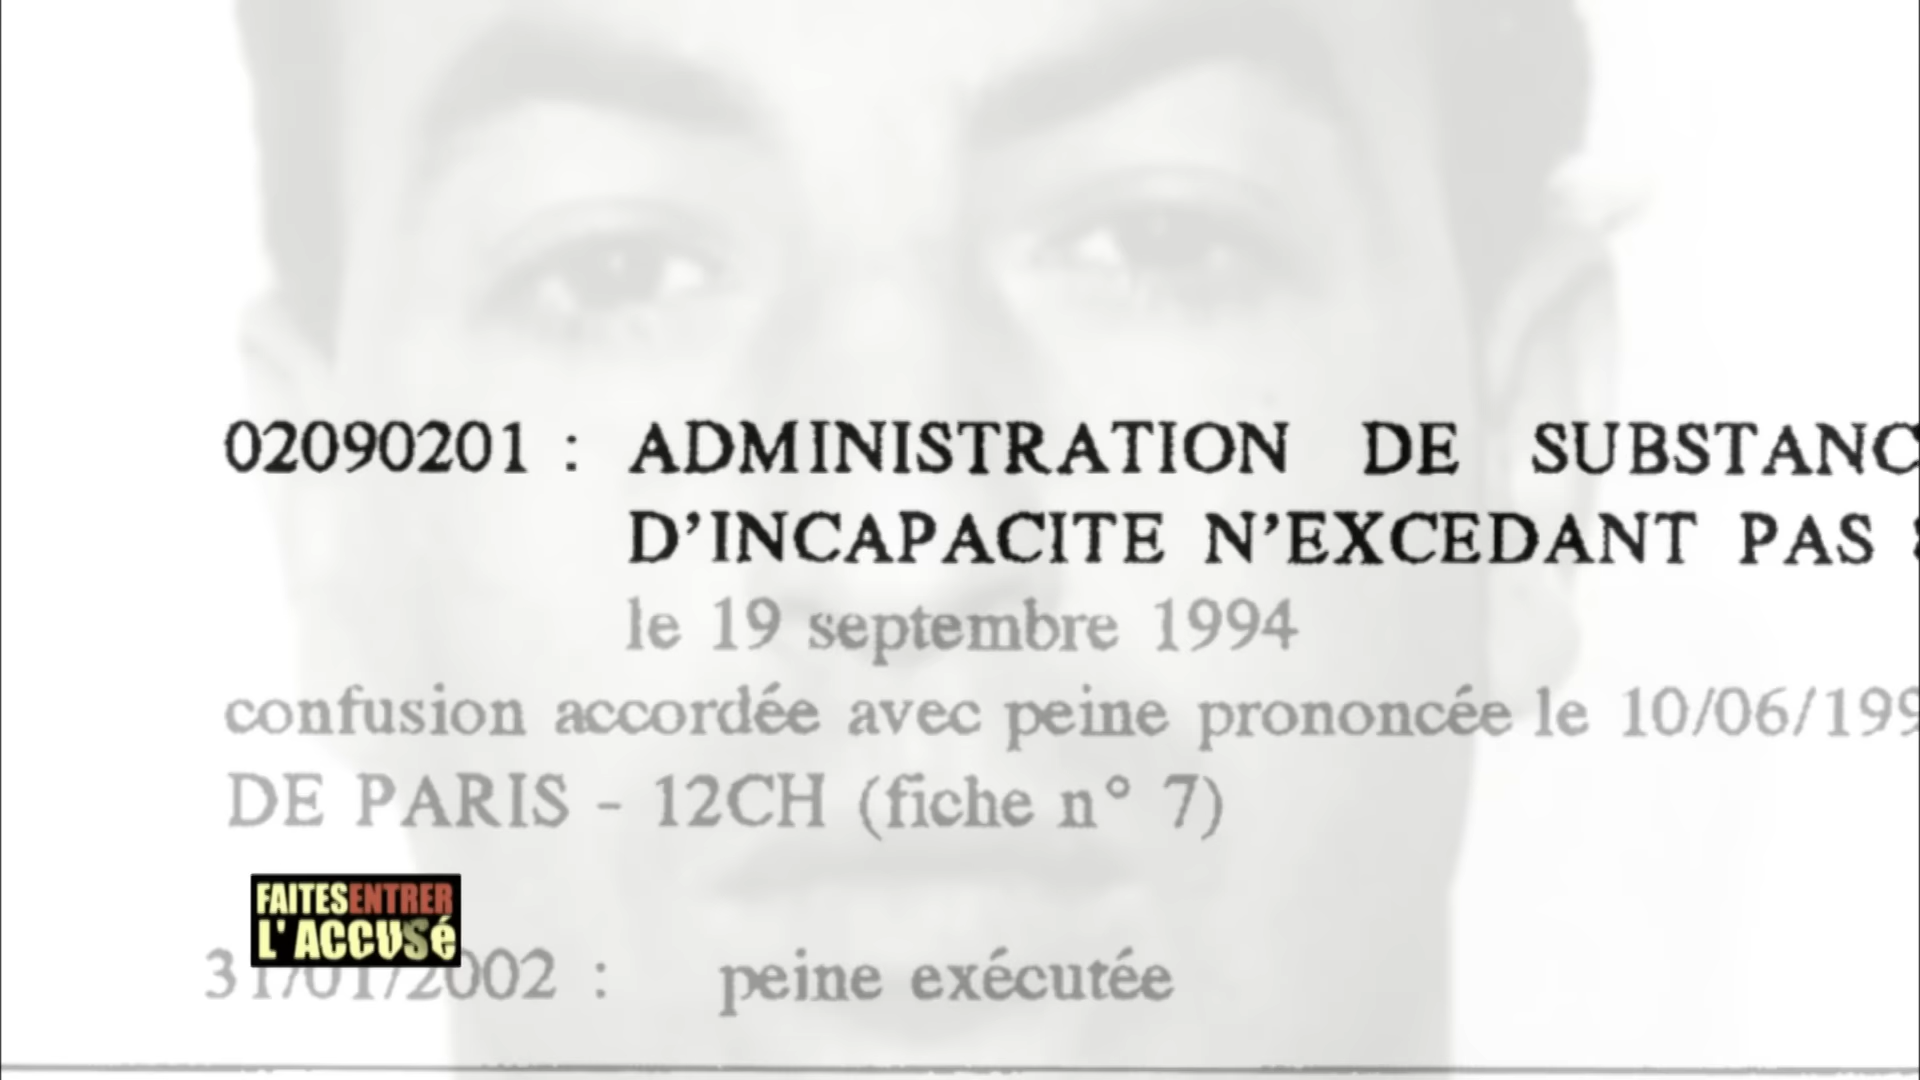 02090201 : ADMINISTRATION DE SUBSTANC
D'INCAPACITE N'EXCEDANT PAS
le 19 septembre 1994
confusion accordée avec peine prononcée le 10/06/199
DE PARIS - 12CH (fiche n° 7)
FAITES ENTRER
L'ACCUSé
31/01/2002 : peine exécutée